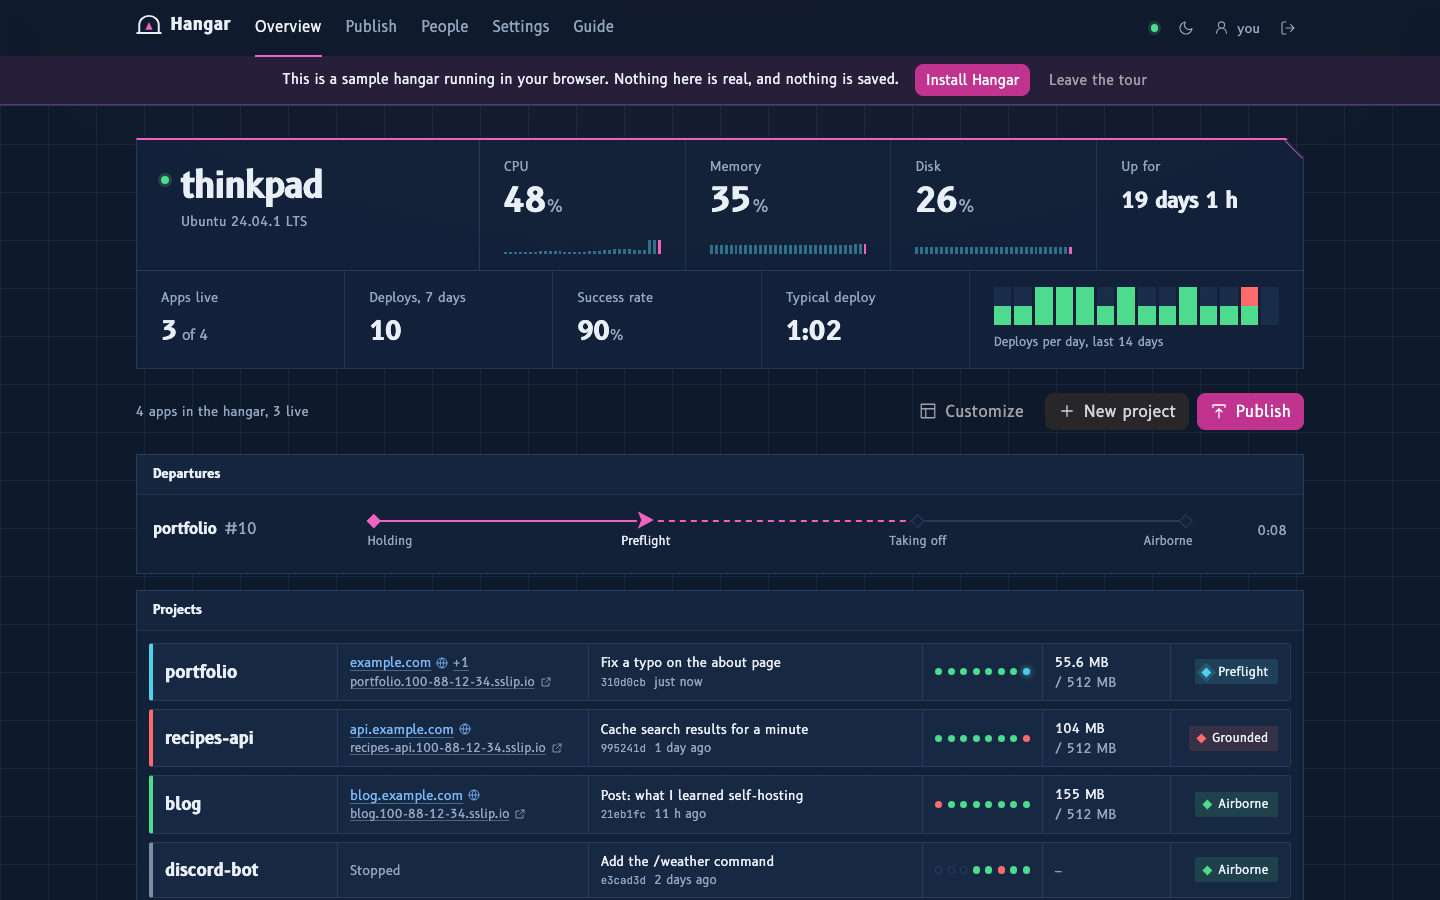 Hangar
Overview
Publish
People
Settings
Guide
you
This is a sample hangar running in your browser. Nothing here is real, and nothing is saved.
Install Hangar
Leave the tour
thinkpad
Ubuntu 24.04.1 LTS
CPU
48%
Memory
35%
Disk
26%
Up for
19 days 1 h
Apps live
3 of 4
Deploys, 7 days
10
Success rate
90%
Typical deploy
1:02
Deploys per day, last 14 days
4 apps in the hangar, 3 live
Customize
New project
Publish
Departures
portfolio #10
Holding
Preflight
Taking off
Airborne
0:08
Projects
portfolio
example.com +1
portfolio.100-88-12-34.sslip.io
Fix a typo on the about page
310d0cb just now
55.6 MB
/ 512 MB
Preflight
recipes-api
api.example.com
recipes-api.100-88-12-34.sslip.io
Cache search results for a minute
995241d 1 day ago
104 MB
/ 512 MB
Grounded
blog
blog.example.com
blog.100-88-12-34.sslip.io
Post: what I learned self-hosting
21eb1fc 11 h ago
155 MB
/ 512 MB
Airborne
discord-bot
Stopped
Add the /weather command
e3cad3d 2 days ago
–
Airborne